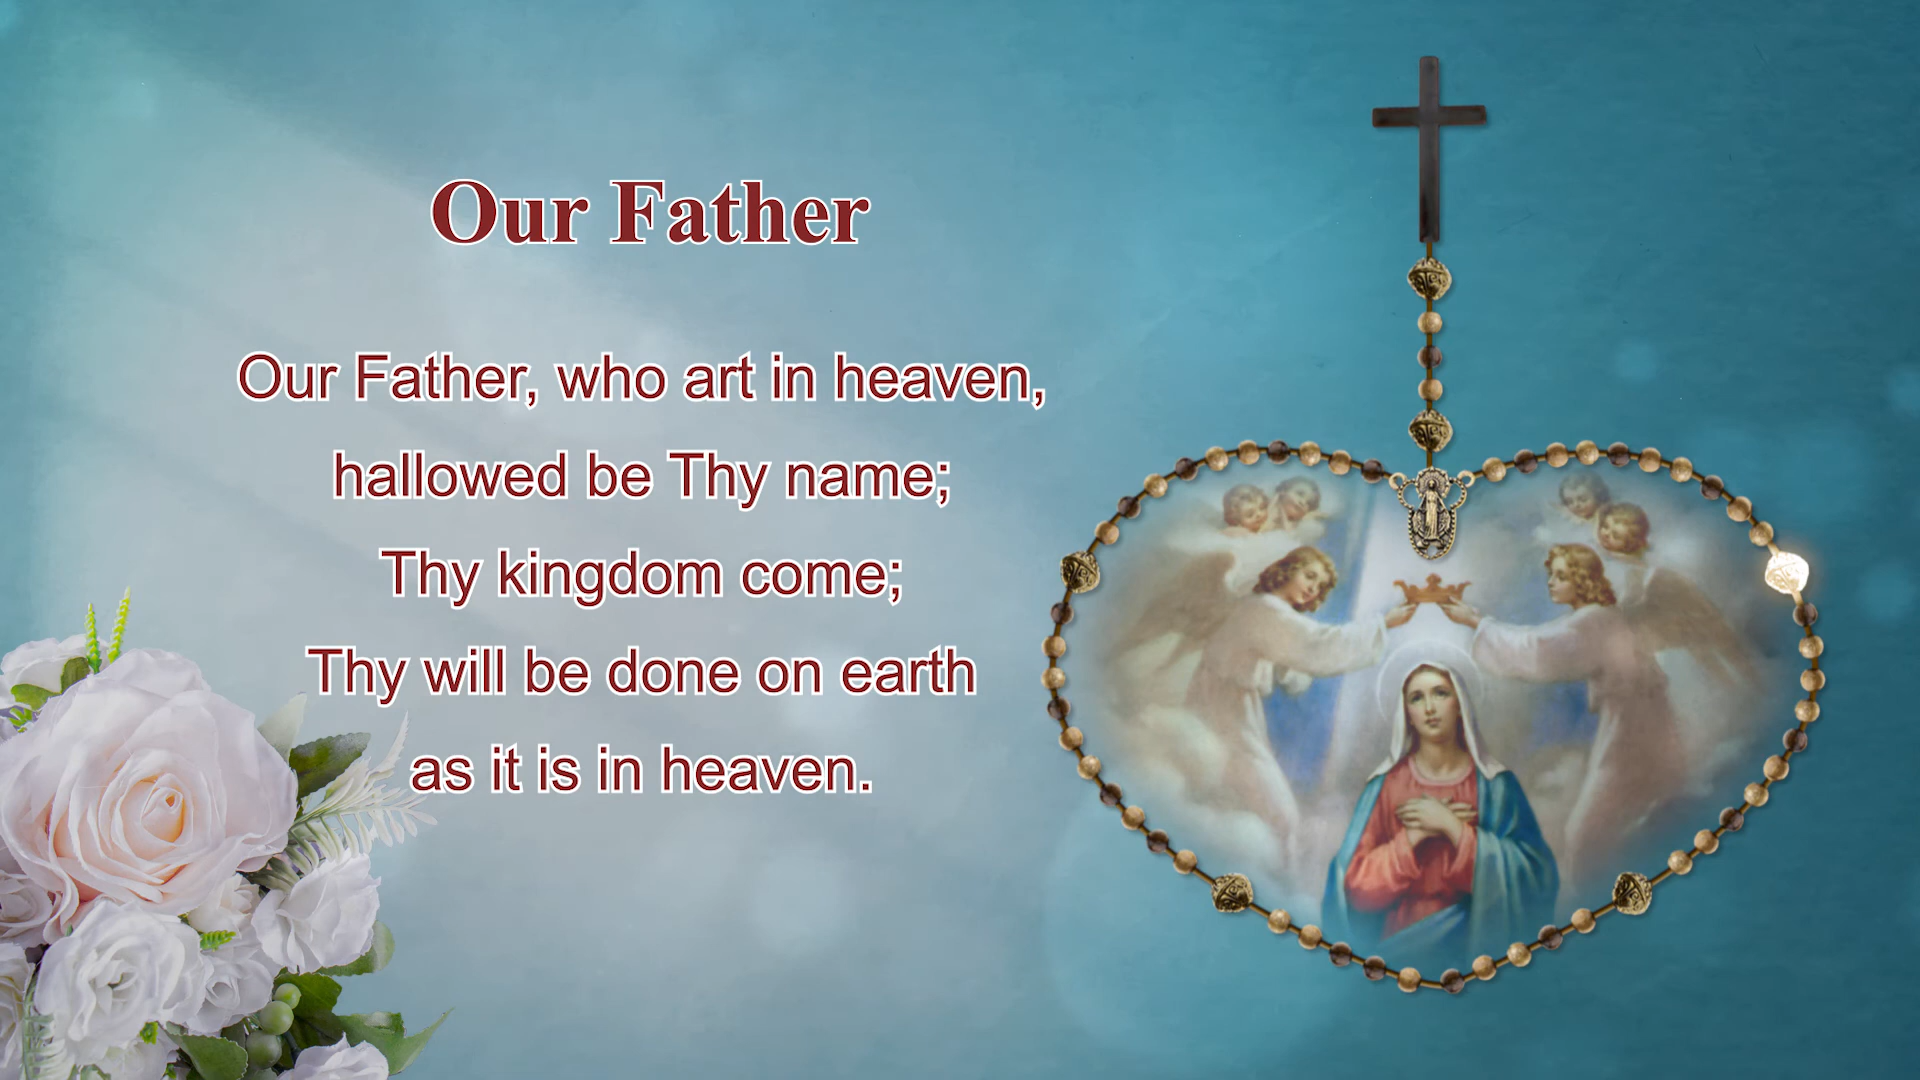 Our Father
Our Father, who art in heaven,
hallowed be Thy name;
Thy kingdom come;
Thy will be done on earth
as it is in heaven.